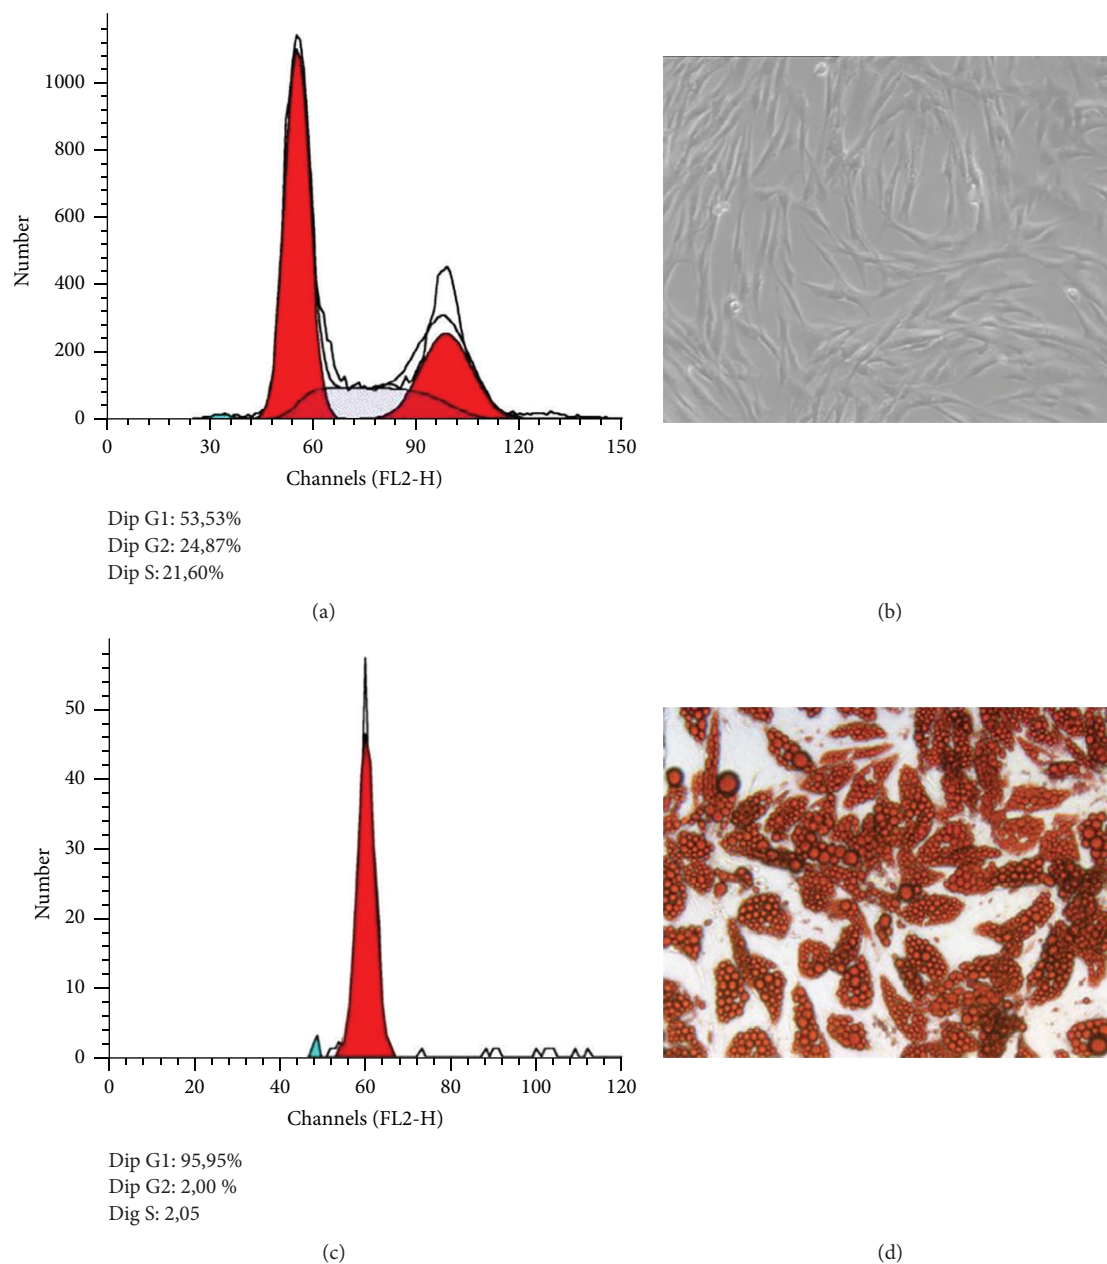 1000
800
600
400
200
0
Number
0 30 60 90 120 150
Channels (FL2-H)
Dip G1: 53,53%
Dip G2: 24,87%
Dip S: 21,60%
(a)
(b)
50
40
30
20
10
0
Number
0 20 40 60 80 100 120
Channels (FL2-H)
Dip G1: 95,95%
Dip G2: 2,00 %
Dig S: 2,05
(c)
(d)